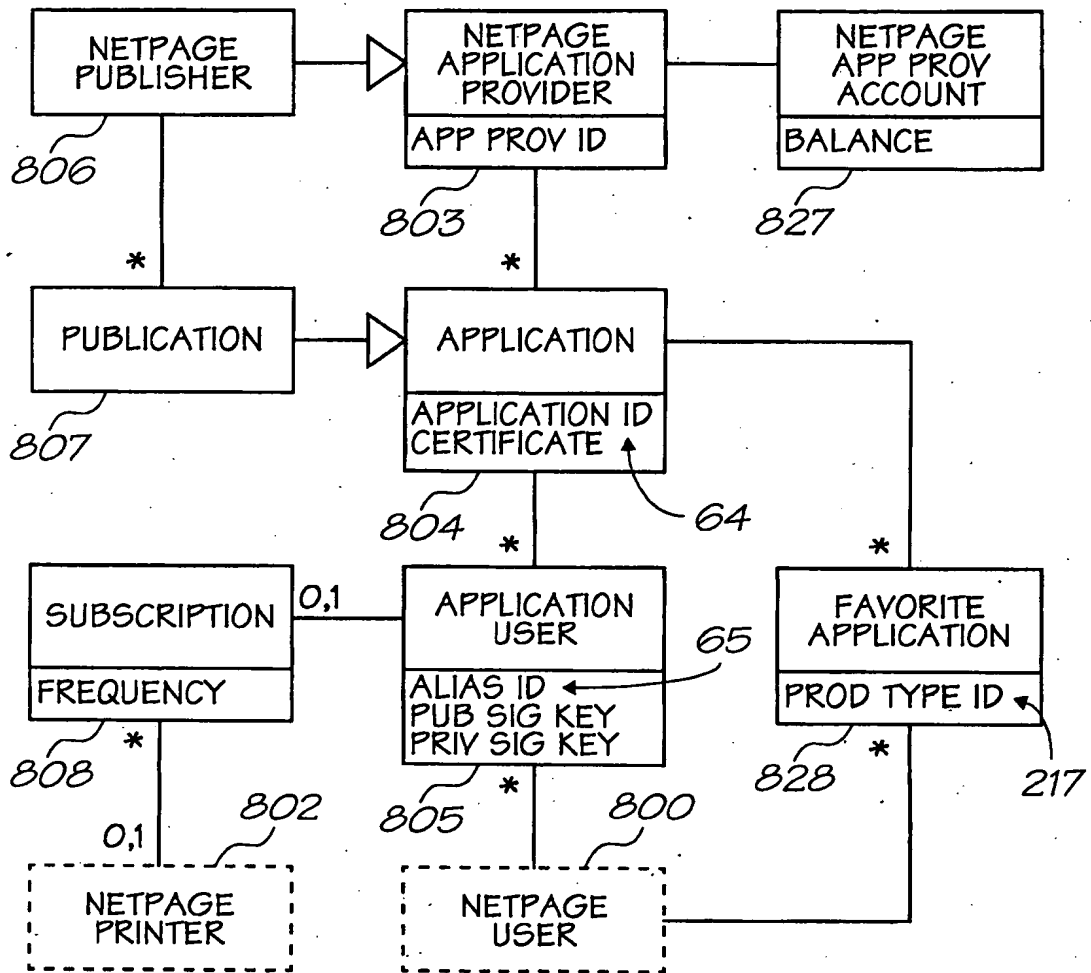 NETPAGE
PUBLISHER
806
NETPAGE
APPLICATION
PROVIDER
APP PROV ID
803
NETPAGE
APP PROV
ACCOUNT
BALANCE
827
*
*
PUBLICATION
807
APPLICATION
APPLICATION ID
CERTIFICATE
804
64
*
*
SUBSCRIPTION
FREQUENCY
808
0,1
APPLICATION
USER
ALIAS ID
PUB SIG KEY
PRIV SIG KEY
805
65
FAVORITE
APPLICATION
PROD TYPE ID
828
217
*
*
*
0,1
802
NETPAGE
PRINTER
800
NETPAGE
USER